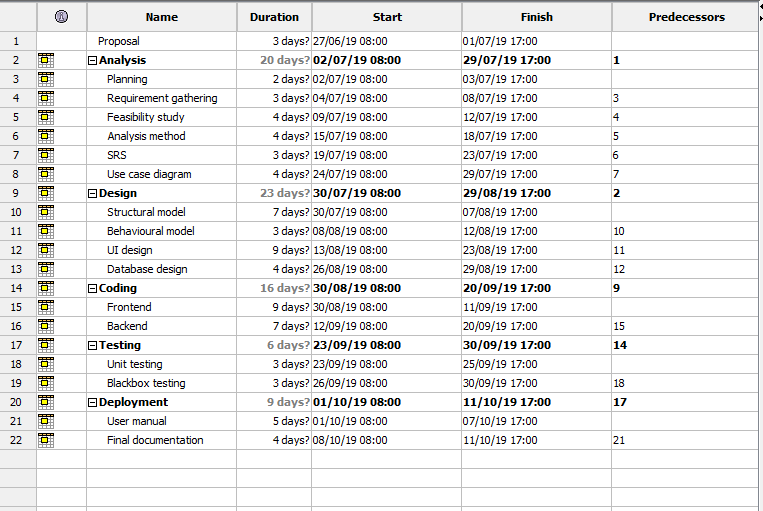 Name Duration Start Finish Predecessors
1 Proposal 3 days? 27/06/19 08:00 01/07/19 17:00
2 Analysis 20 days? 02/07/19 08:00 29/07/19 17:00 1
3 Planning 2 days? 02/07/19 08:00 03/07/19 17:00
4 Requirement gathering 3 days? 04/07/19 08:00 08/07/19 17:00 3
5 Feasibility study 4 days? 09/07/19 08:00 12/07/19 17:00 4
6 Analysis method 4 days? 15/07/19 08:00 18/07/19 17:00 5
7 SRS 3 days? 19/07/19 08:00 23/07/19 17:00 6
8 Use case diagram 4 days? 24/07/19 08:00 29/07/19 17:00 7
9 Design 23 days? 30/07/19 08:00 29/08/19 17:00 2
10 Structural model 7 days? 30/07/19 08:00 07/08/19 17:00
11 Behavioural model 3 days? 08/08/19 08:00 12/08/19 17:00 10
12 UI design 9 days? 13/08/19 08:00 23/08/19 17:00 11
13 Database design 4 days? 26/08/19 08:00 29/08/19 17:00 12
14 Coding 16 days? 30/08/19 08:00 20/09/19 17:00 9
15 Frontend 9 days? 30/08/19 08:00 11/09/19 17:00
16 Backend 7 days? 12/09/19 08:00 20/09/19 17:00 15
17 Testing 6 days? 23/09/19 08:00 30/09/19 17:00 14
18 Unit testing 3 days? 23/09/19 08:00 25/09/19 17:00
19 Blackbox testing 3 days? 26/09/19 08:00 30/09/19 17:00 18
20 Deployment 9 days? 01/10/19 08:00 11/10/19 17:00 17
21 User manual 5 days? 01/10/19 08:00 07/10/19 17:00
22 Final documentation 4 days? 08/10/19 08:00 11/10/19 17:00 21